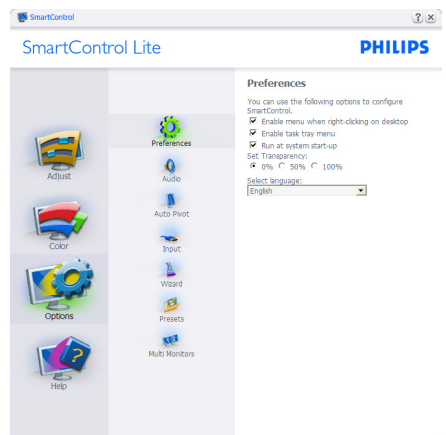 SmartControl
SmartControl Lite
PHILIPS
Adjust
Color
Options
Help
Preferences
Audio
Auto Pivot
Input
Wizard
Presets
Multi Monitors
Preferences
You can use the following options to configure
SmartControl.
Enable menu when right-clicking on desktop
Enable task tray menu
Run at system start-up
Set Transparency:
0% 50% 100%
Select language:
English